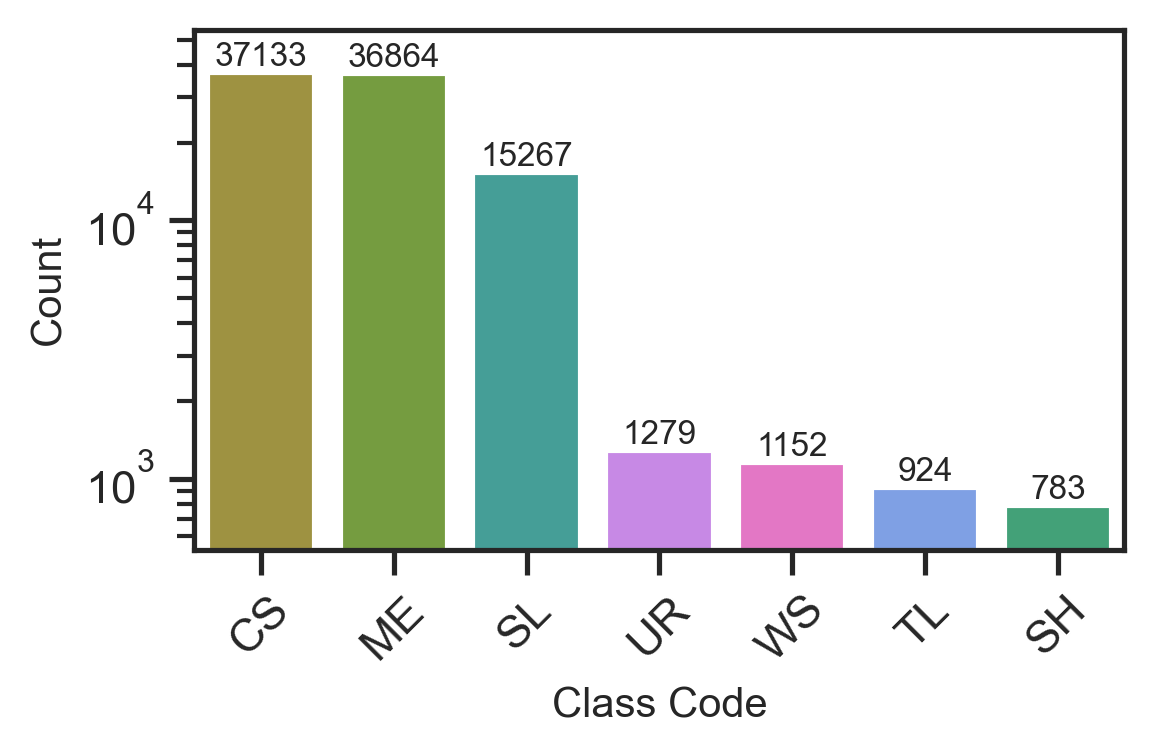 37133
36864
15267
1279
1152
924
783
10^4
10^3
Count
CS
ME
SL
UR
WS
TL
SH
Class Code